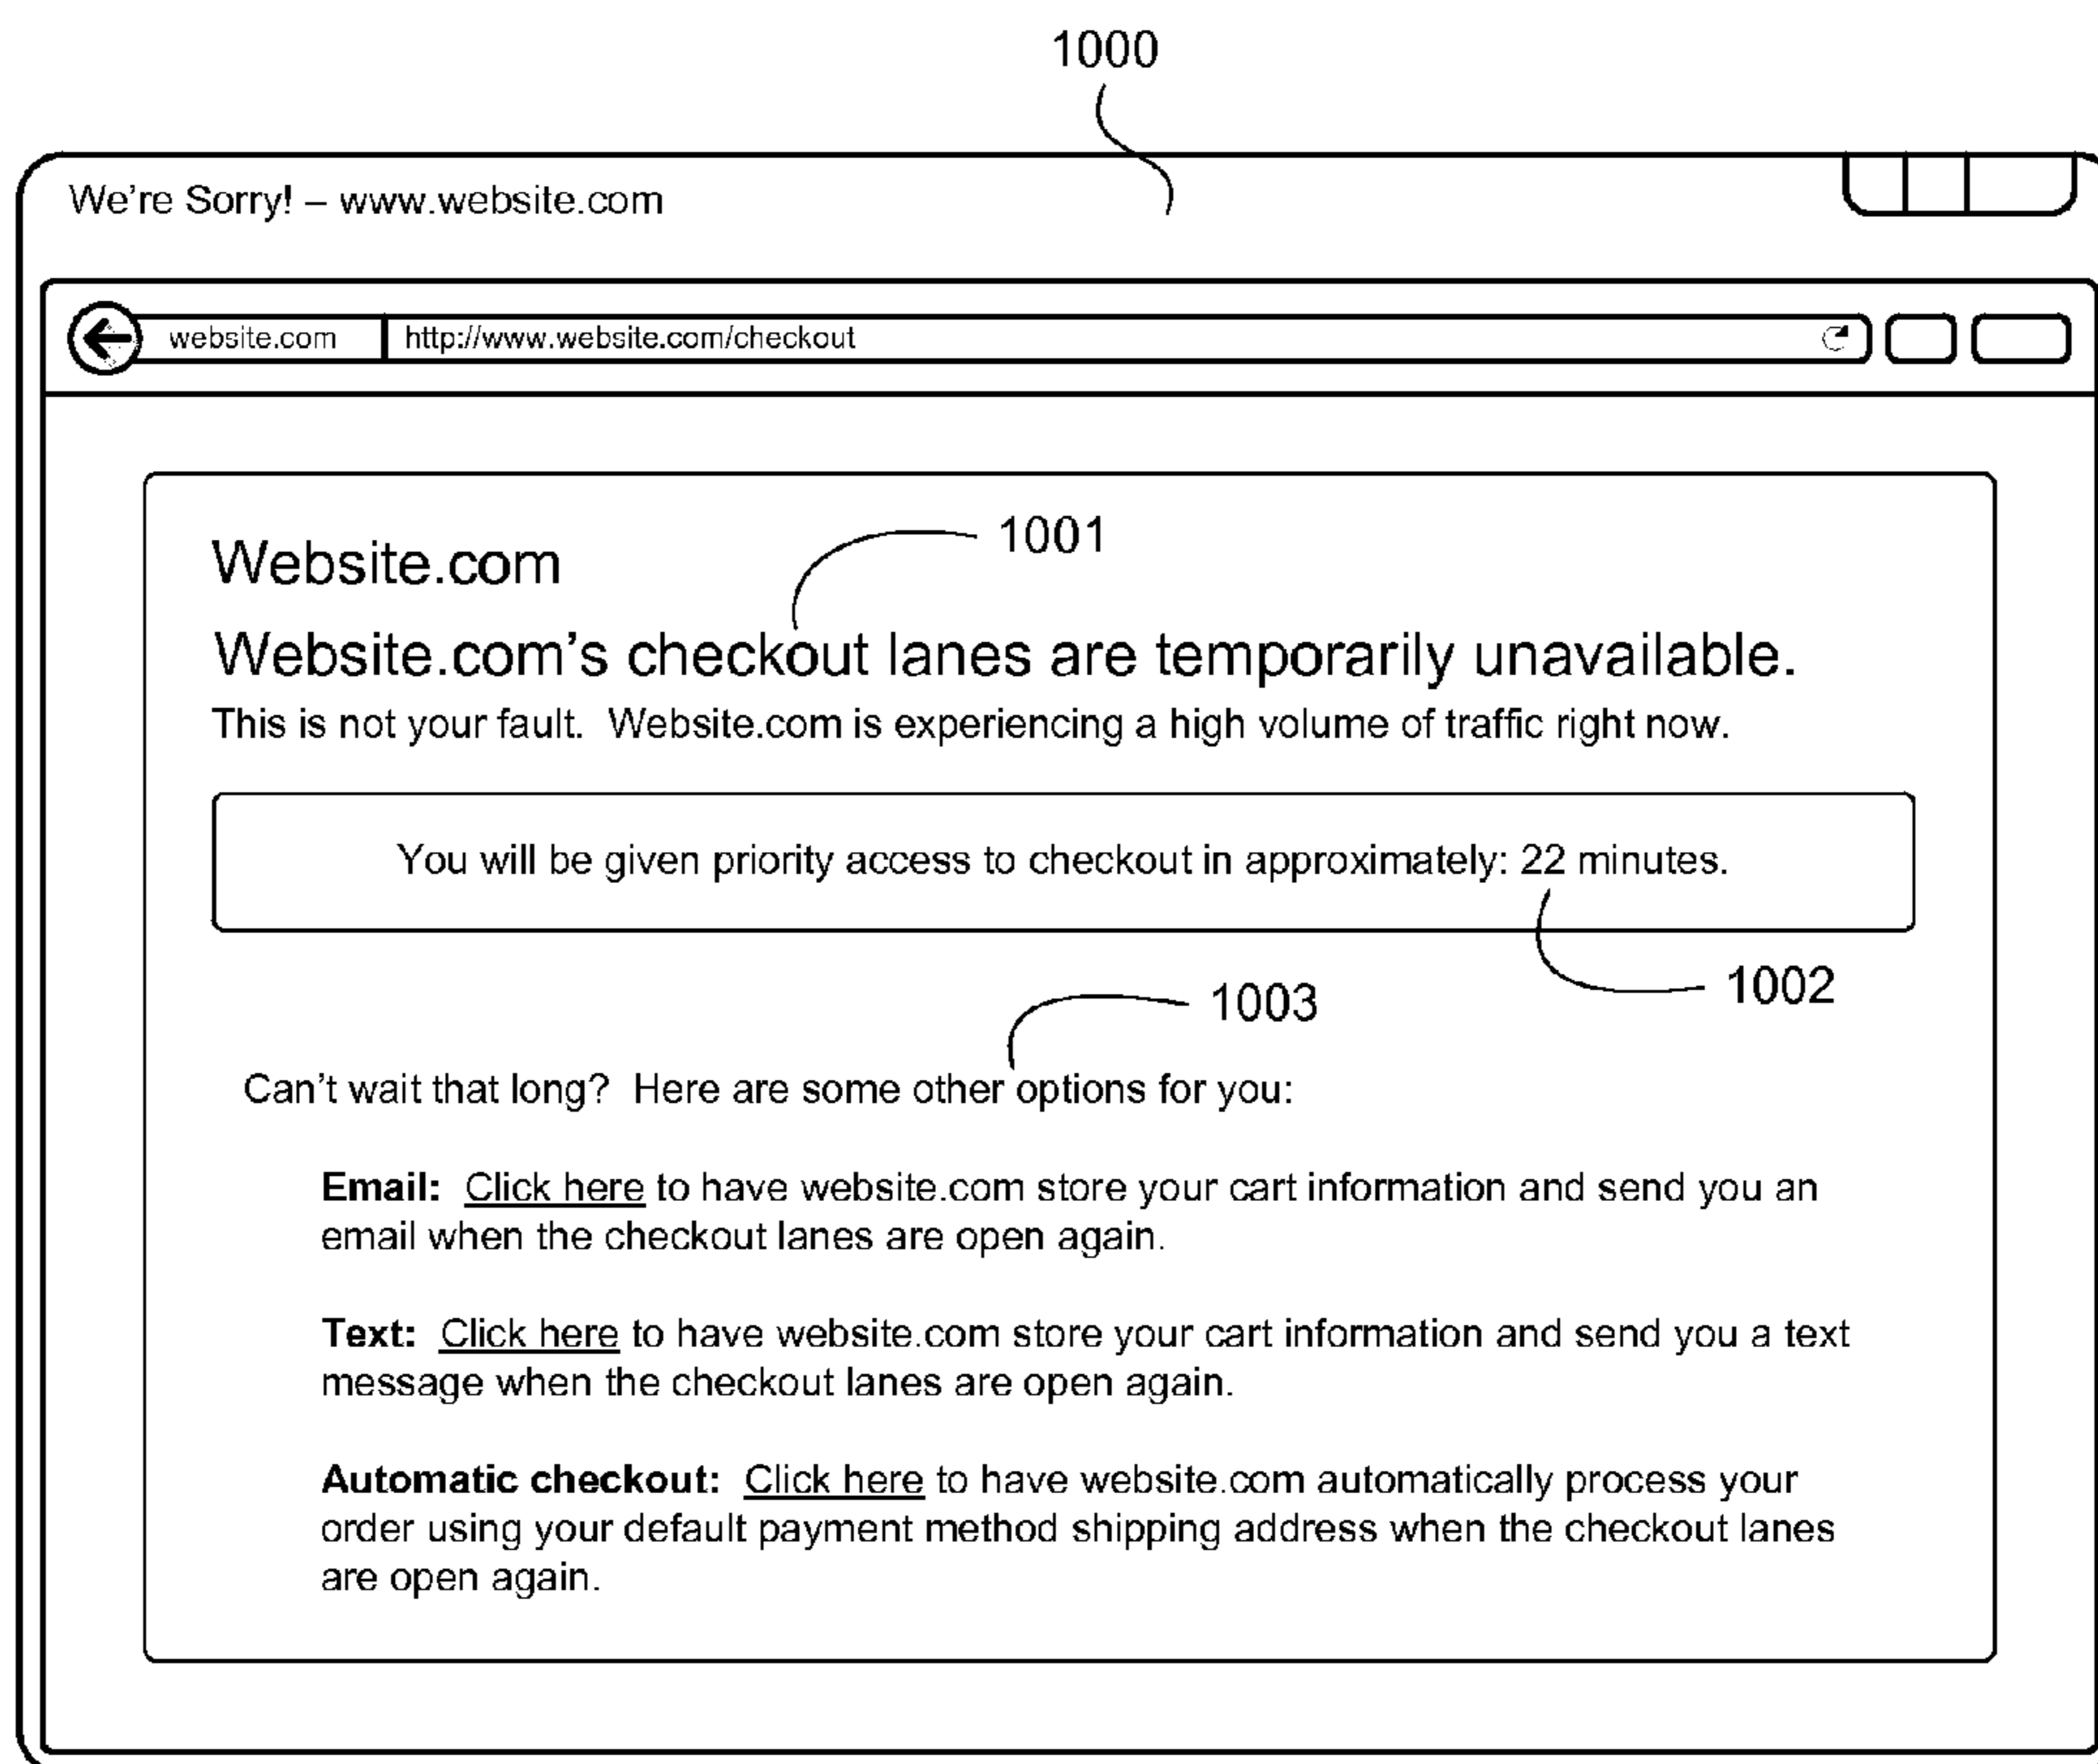 1000
We're Sorry! – www.website.com
website.com
http://www.website.com/checkout
1001
Website.com
Website.com's checkout lanes are temporarily unavailable.
This is not your fault.  Website.com is experiencing a high volume of traffic right now.
You will be given priority access to checkout in approximately: 22 minutes.
1002
1003
Can't wait that long?  Here are some other options for you:
Email:  Click here to have website.com store your cart information and send you an
email when the checkout lanes are open again.
Text:  Click here to have website.com store your cart information and send you a text
message when the checkout lanes are open again.
Automatic checkout:  Click here to have website.com automatically process your
order using your default payment method shipping address when the checkout lanes
are open again.